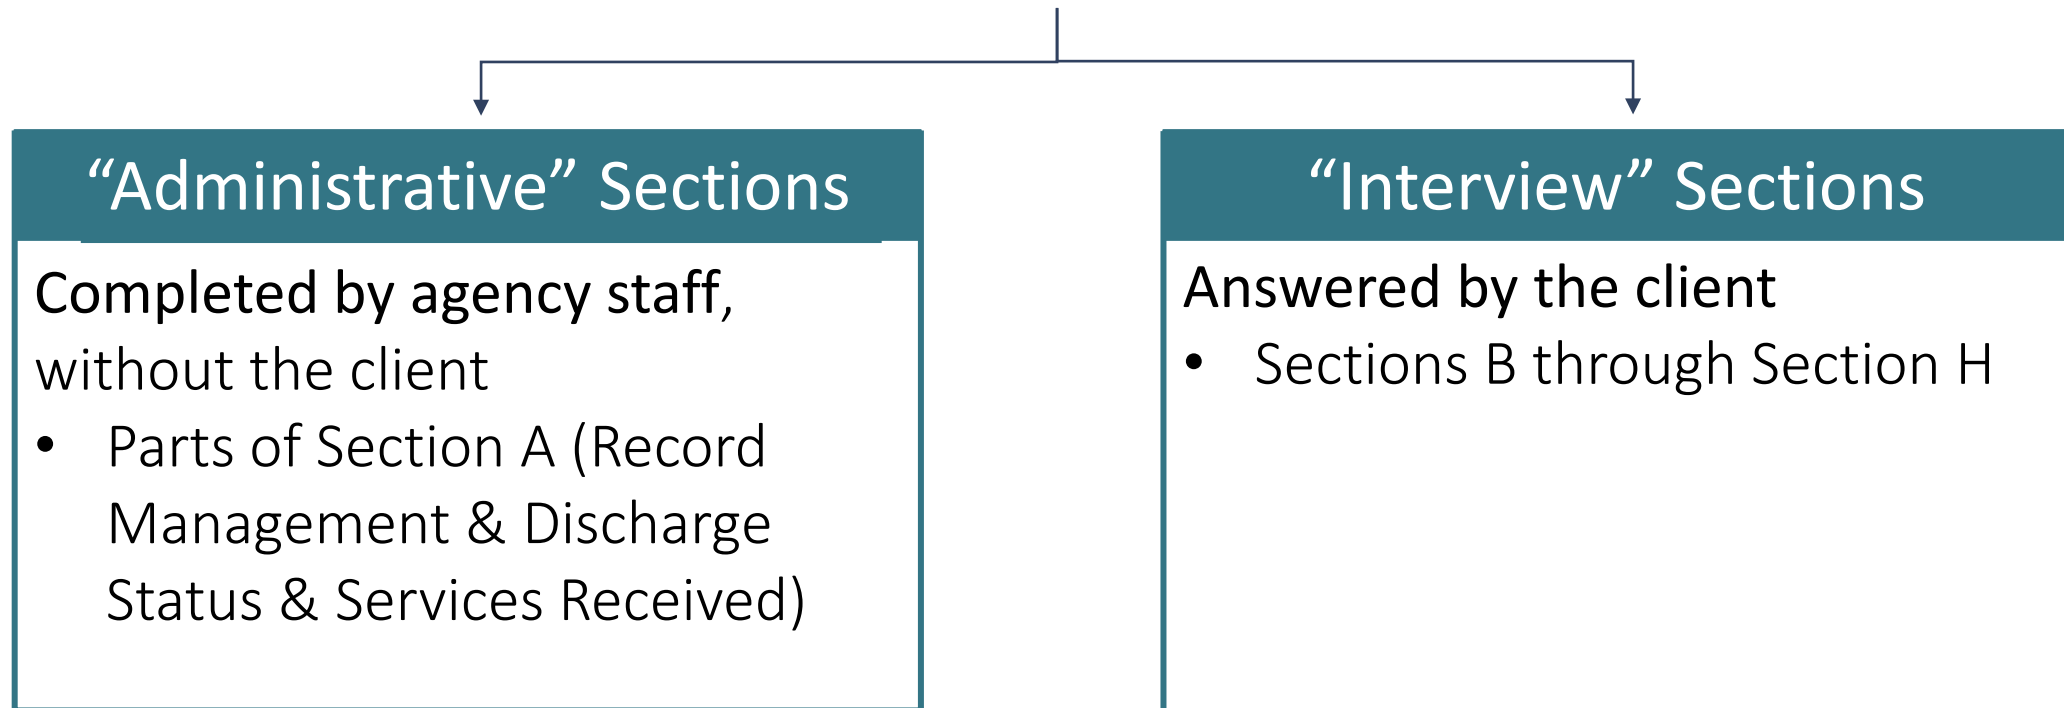 “Administrative” Sections
Completed by agency staff,
without the client
• Parts of Section A (Record
Management & Discharge
Status & Services Received)
“Interview” Sections
Answered by the client
• Sections B through Section H